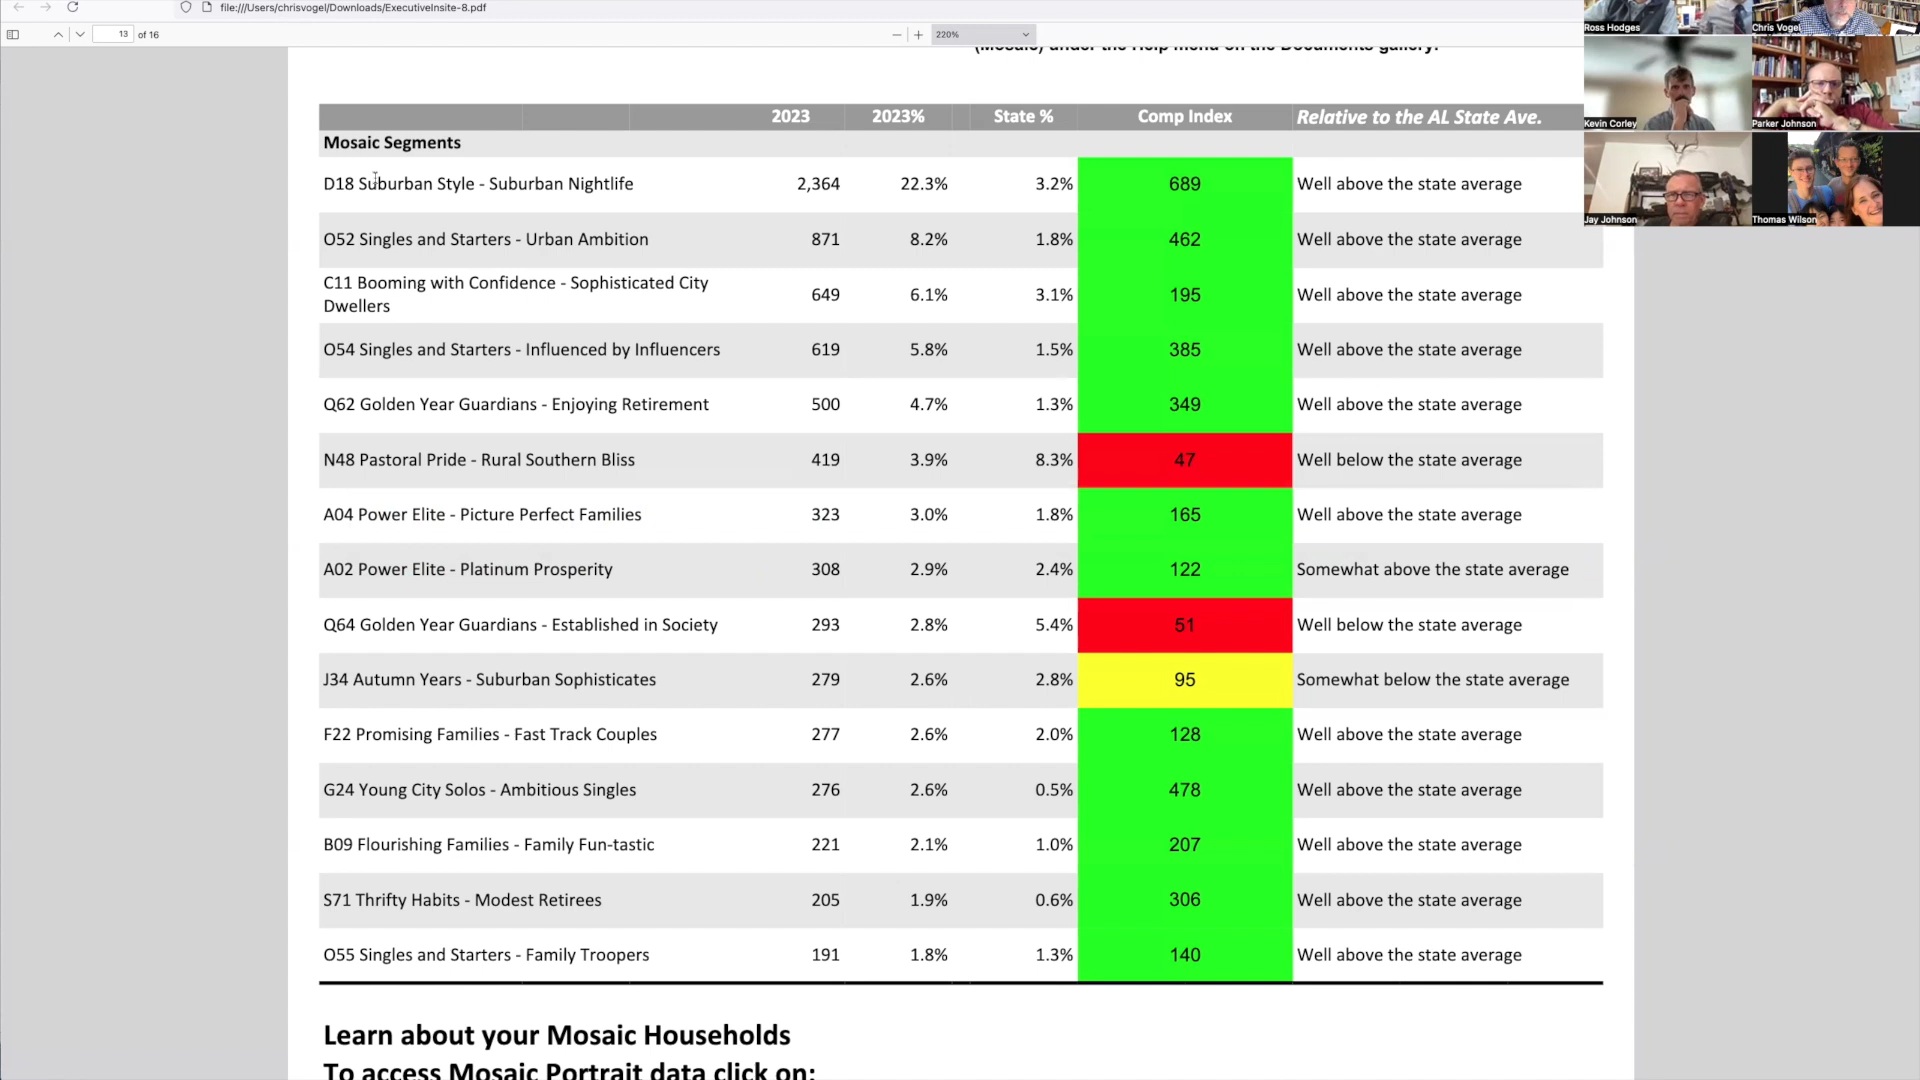 file:///Users/chrisvogel/Downloads/ExecutiveInsite-8.pdf
13 of 16
220%
(Mosaic) under the Help menu on the Documents gallery.
2023 2023% State % Comp Index Relative to the AL State Ave.
Mosaic Segments
D18 Suburban Style - Suburban Nightlife 2,364 22.3% 3.2% 689 Well above the state average
O52 Singles and Starters - Urban Ambition 871 8.2% 1.8% 462 Well above the state average
C11 Booming with Confidence - Sophisticated City
Dwellers 649 6.1% 3.1% 195 Well above the state average
O54 Singles and Starters - Influenced by Influencers 619 5.8% 1.5% 385 Well above the state average
Q62 Golden Year Guardians - Enjoying Retirement 500 4.7% 1.3% 349 Well above the state average
N48 Pastoral Pride - Rural Southern Bliss 419 3.9% 8.3% 47 Well below the state average
A04 Power Elite - Picture Perfect Families 323 3.0% 1.8% 165 Well above the state average
A02 Power Elite - Platinum Prosperity 308 2.9% 2.4% 122 Somewhat above the state average
Q64 Golden Year Guardians - Established in Society 293 2.8% 5.4% 51 Well below the state average
J34 Autumn Years - Suburban Sophisticates 279 2.6% 2.8% 95 Somewhat below the state average
F22 Promising Families - Fast Track Couples 277 2.6% 2.0% 128 Well above the state average
G24 Young City Solos - Ambitious Singles 276 2.6% 0.5% 478 Well above the state average
B09 Flourishing Families - Family Fun-tastic 221 2.1% 1.0% 207 Well above the state average
S71 Thrifty Habits - Modest Retirees 205 1.9% 0.6% 306 Well above the state average
O55 Singles and Starters - Family Troopers 191 1.8% 1.3% 140 Well above the state average
Learn about your Mosaic Households
To access Mosaic Portrait data click on:
Ross Hodges
Chris Vogel
Kevin Corley
Parker Johnson
Jay Johnson
Thomas Wilson